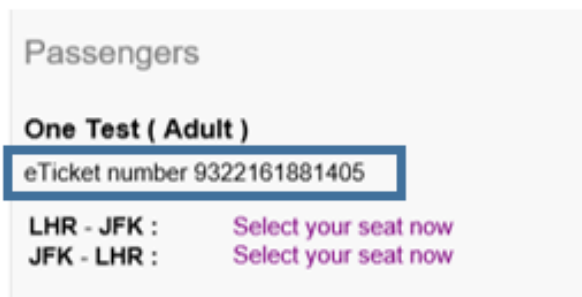 Passengers
One Test ( Adult )
eTicket number 9322161881405
LHR - JFK : Select your seat now
JFK - LHR : Select your seat now